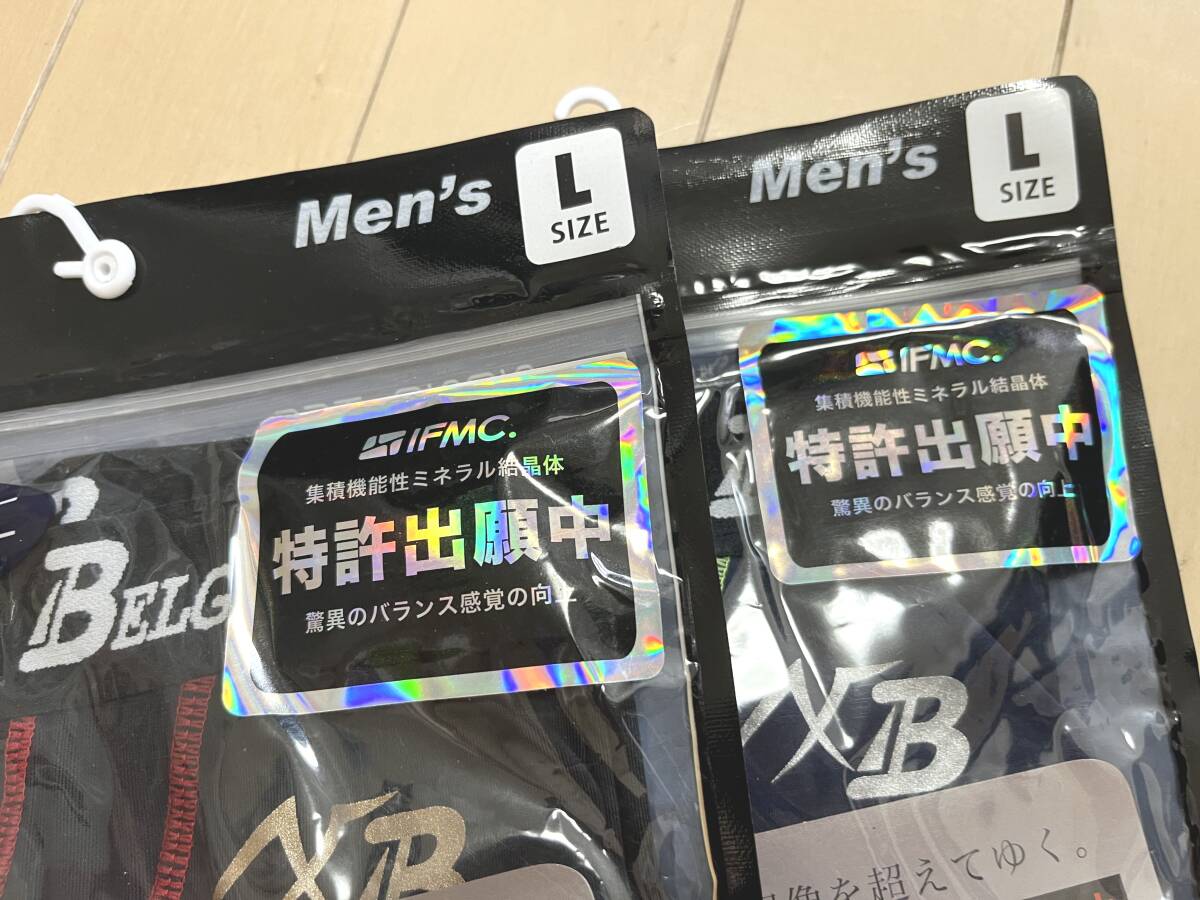 Men's
L
SIZE
IFMC.
集積機能性ミネラル結晶体
特許出願中
驚異のバランス感覚の向上
BELG
XB
Men's
L
SIZE
IFMC.
集積機能性ミネラル結晶体
特許出願中
驚異のバランス感覚の向上
XB
を超えてゆく。